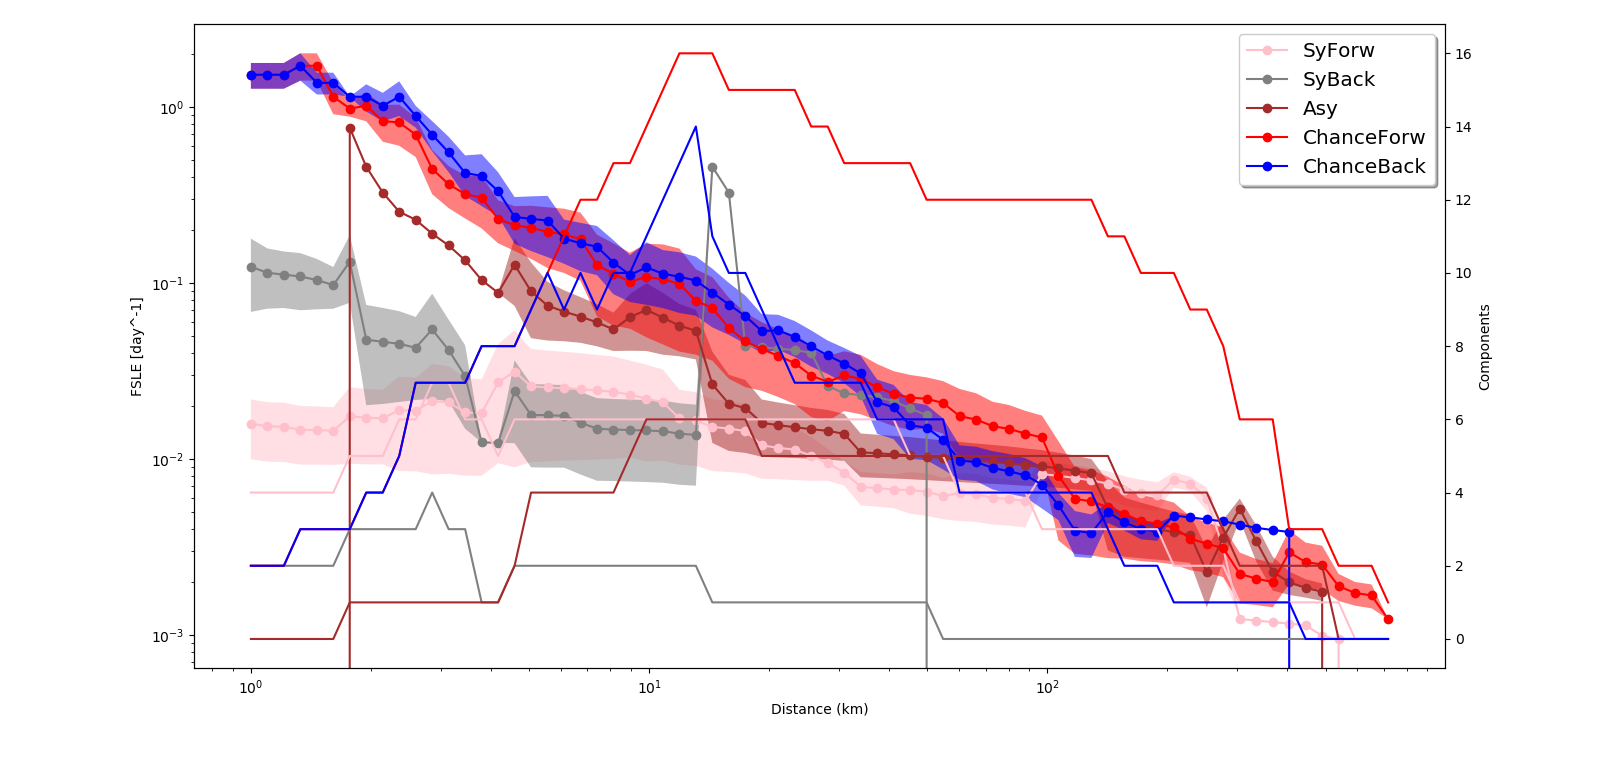 SyForw
SyBack
Asy
ChanceForw
ChanceBack
FSLE [day^-1]
10^0
10^-1
10^-2
10^-3
16
14
12
10
8
6
4
2
0
Components
10^0
10^1
10^2
Distance (km)